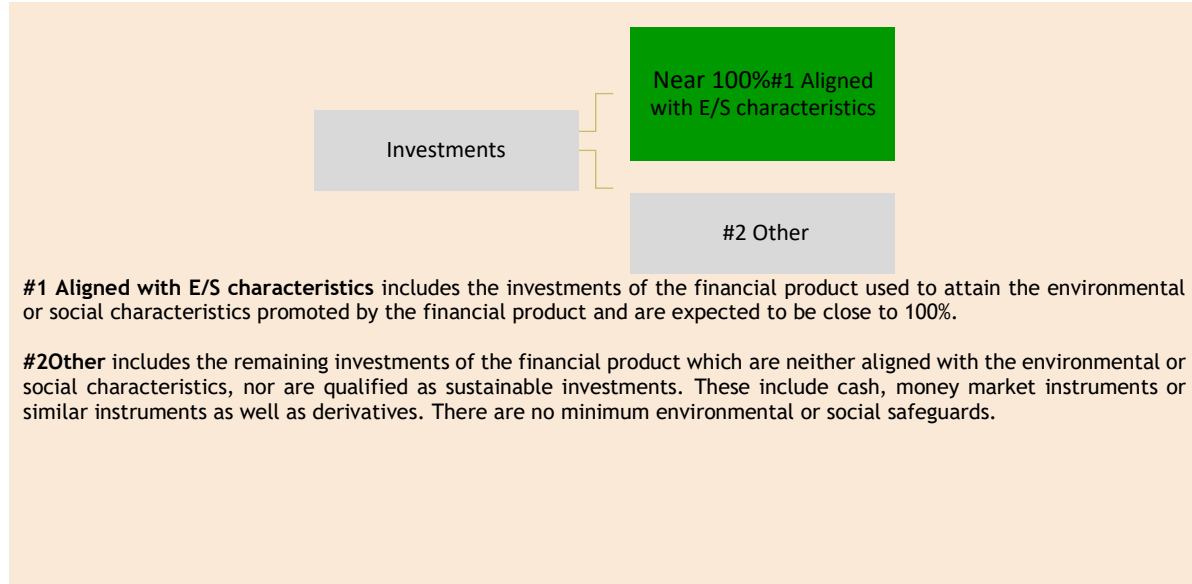 Near 100%#1 Aligned
with E/S characteristics
Investments
#2 Other
#1 Aligned with E/S characteristics includes the investments of the financial product used to attain the environmental
or social characteristics promoted by the financial product and are expected to be close to 100%.
#2Other includes the remaining investments of the financial product which are neither aligned with the environmental or
social characteristics, nor are qualified as sustainable investments. These include cash, money market instruments or
similar instruments as well as derivatives. There are no minimum environmental or social safeguards.